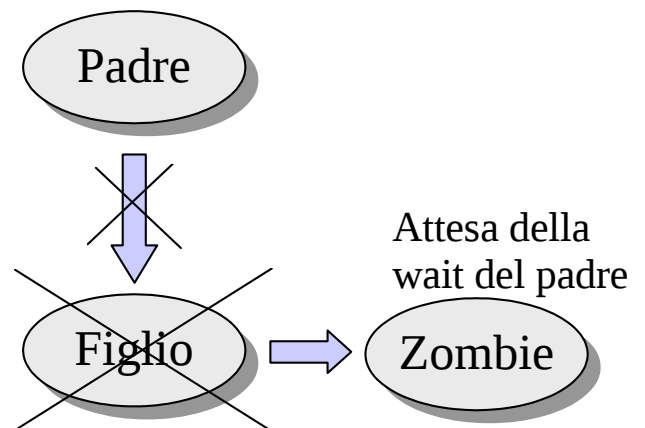 Padre
Attesa della
wait del padre
Figlio
Zombie